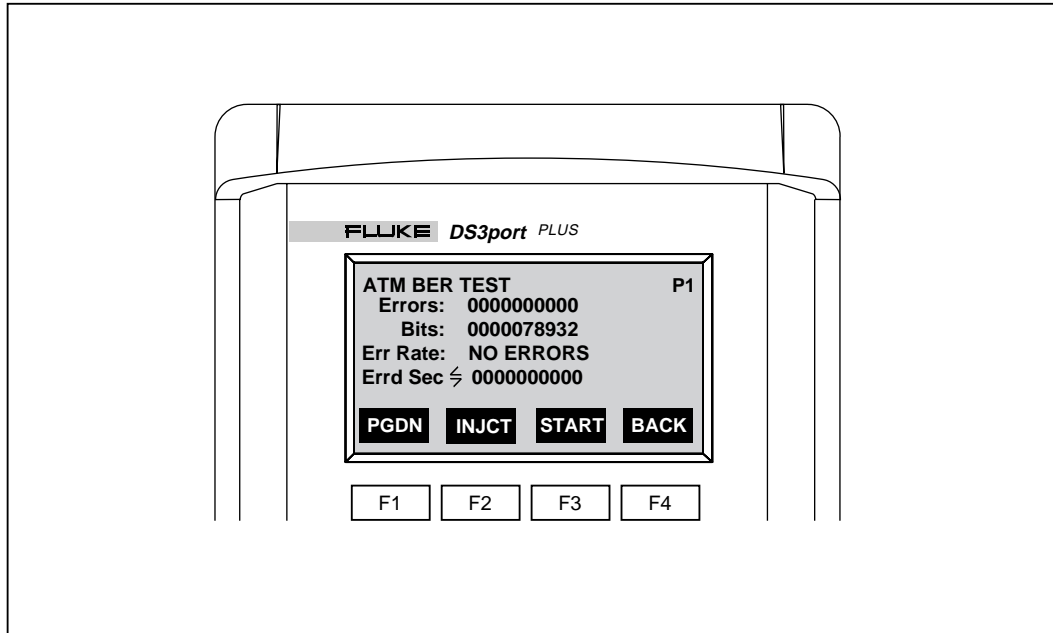 FLUKE DS3port PLUS
ATM BER TEST P1
Errors: 0000000000
Bits: 0000078932
Err Rate: NO ERRORS
Errd Sec 0000000000
PGDN INJCT START BACK
F1 F2 F3 F4